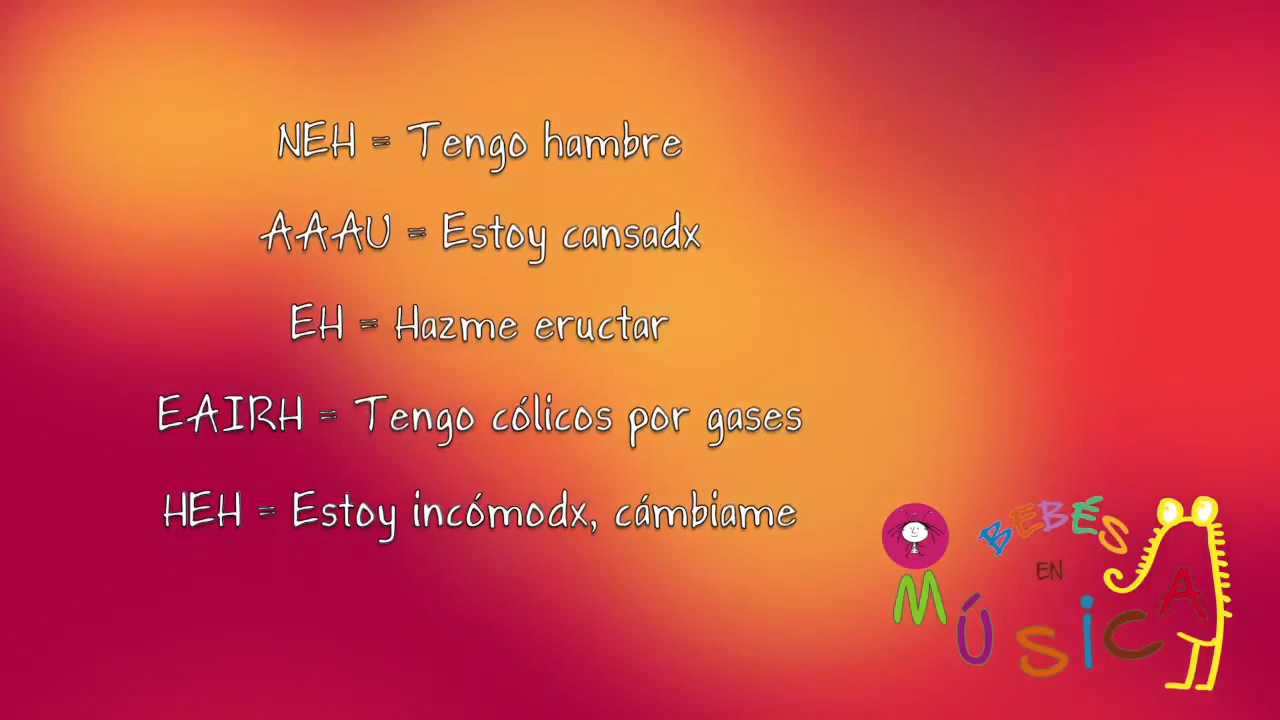 NEH = Tengo hambre
AAAU = Estoy cansadx
EH = Hazme eructar
EAIRH = Tengo cólicos por gases
HEH = Estoy incómodx, cámbiame
BEBÉS
EN
MÚSICA